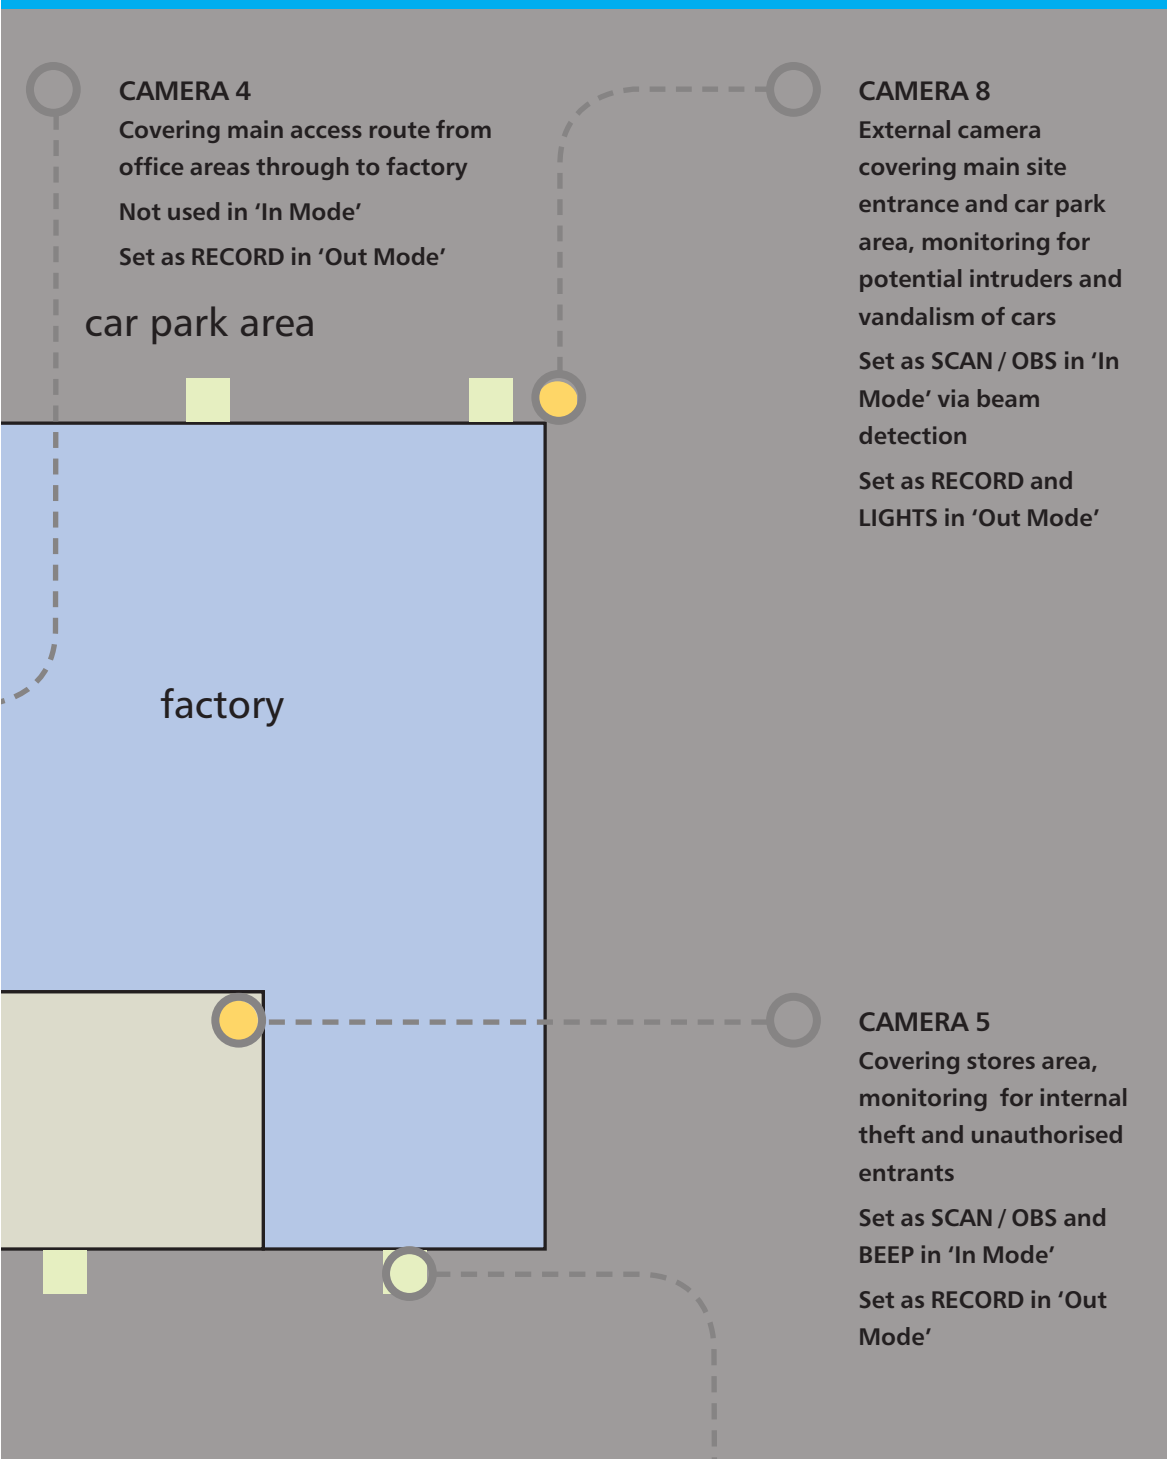 CAMERA 4
Covering main access route from
office areas through to factory
Not used in ‘In Mode’
Set as RECORD in ‘Out Mode’
car park area
CAMERA 8
External camera
covering main site
entrance and car park
area, monitoring for
potential intruders and
vandalism of cars
Set as SCAN / OBS in ‘In
Mode’ via beam
detection
Set as RECORD and
LIGHTS in ‘Out Mode’
factory
CAMERA 5
Covering stores area,
monitoring  for internal
theft and unauthorised
entrants
Set as SCAN / OBS and
BEEP in ‘In Mode’
Set as RECORD in ‘Out
Mode’